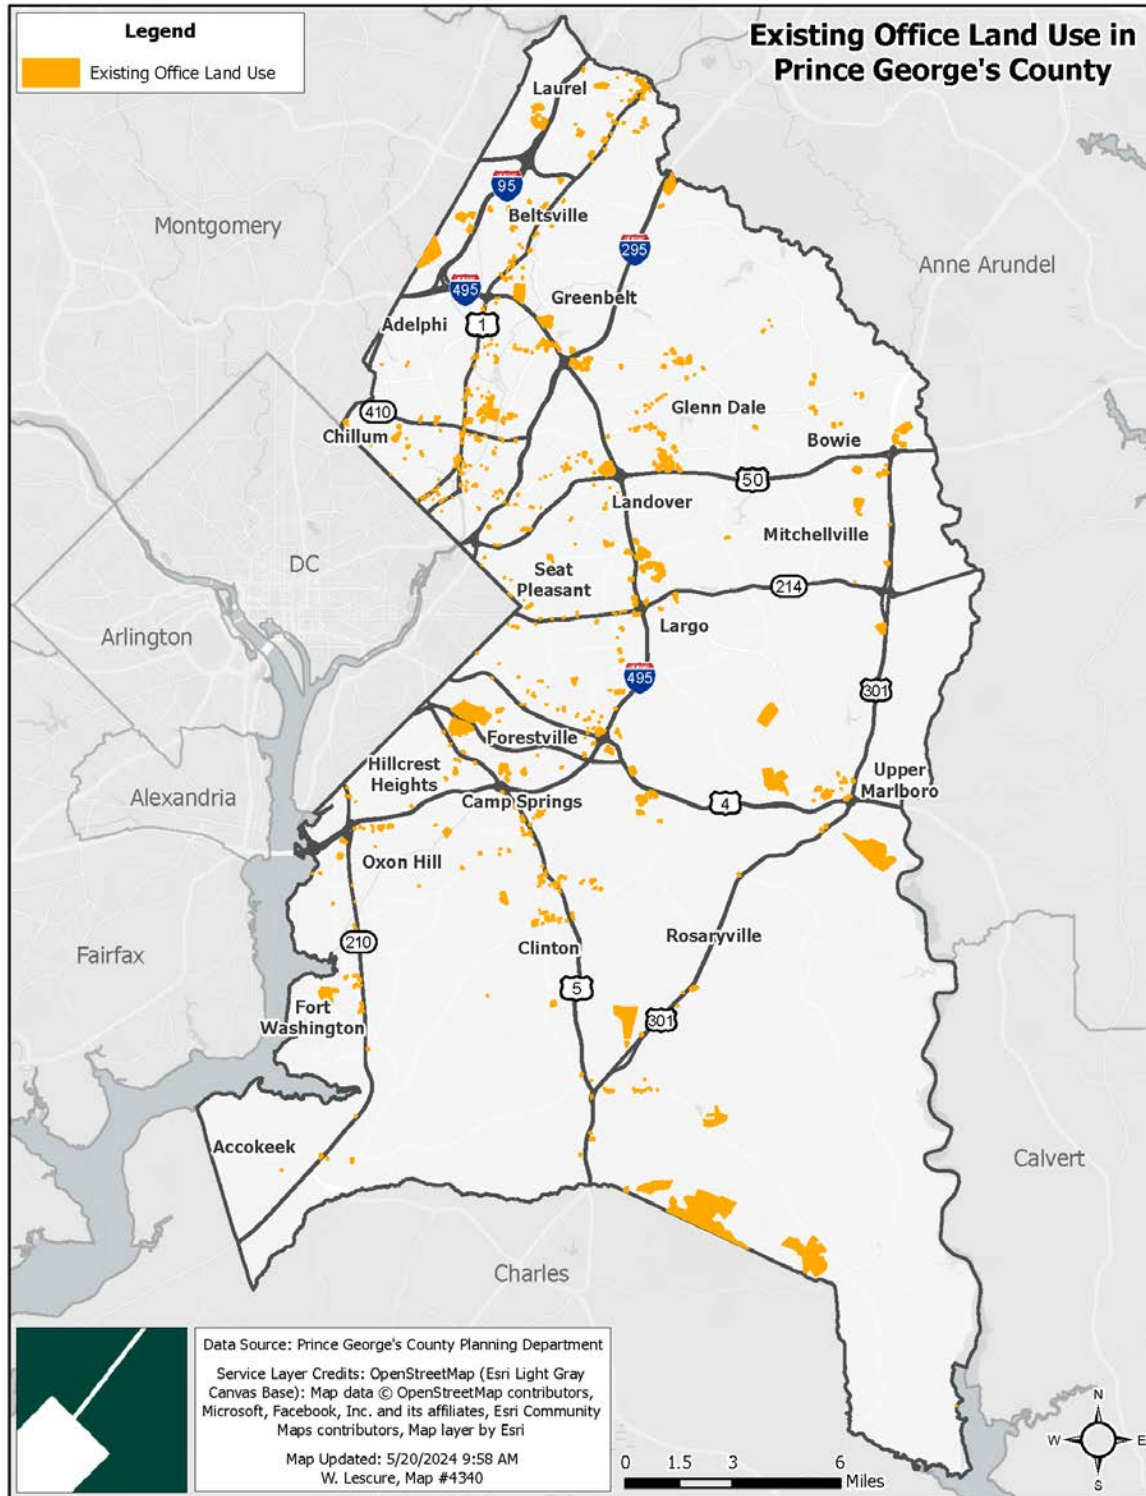 Legend
Existing Office Land Use
Existing Office Land Use in
Prince George's County
Laurel
95
Beltsville
Montgomery
295
Anne Arundel
495
Greenbelt
Adelphi
1
410
Chillum
Glenn Dale
Bowie
50
Landover
Mitchellville
DC
Seat
Pleasant
214
Arlington
Largo
495
301
Forestville
Hillcrest
Heights
Upper
Marlboro
Alexandria
Camp Springs
4
Oxon Hill
210
Clinton
Rosaryville
Fairfax
5
Fort
Washington
301
Accokeek
Calvert
Charles
Data Source: Prince George's County Planning Department
Service Layer Credits: OpenStreetMap (Esri Light Gray
Canvas Base): Map data © OpenStreetMap contributors,
Microsoft, Facebook, Inc. and its affiliates, Esri Community
Maps contributors, Map layer by Esri
Map Updated: 5/20/2024 9:58 AM
W. Lescure, Map #4340
0 1.5 3 6
Miles
N
W E
S